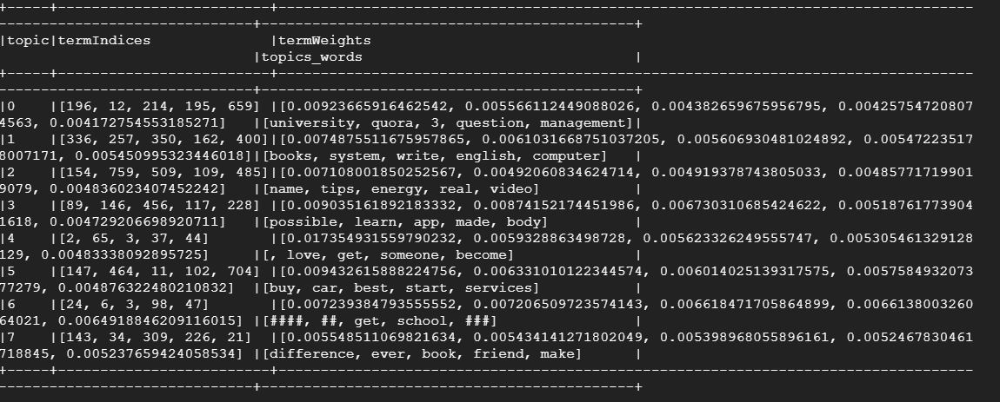 +-----+-------------------------+---------------------------------------------------------------------------------
-----------------------------+-------------------------------------------+
|topic|termIndices              |termWeights
                             |topics_words                               |
+-----+-------------------------+---------------------------------------------------------------------------------
-----------------------------+-------------------------------------------+
|0    |[196, 12, 214, 195, 659] |[0.00923665916462542, 0.005566112449088026, 0.004382659675956795, 0.00425754720807
4563, 0.004172754553185271]   |[university, quora, 3, question, management]|
|1    |[336, 257, 350, 162, 400]|[0.0074875511675957865, 0.0061031668751037205, 0.005606930481024892, 0.00547223517
8007171, 0.005450995323446018]|[books, system, write, english, computer]   |
|2    |[154, 759, 509, 109, 485]|[0.007108001850252567, 0.00492060834624714, 0.004919378743805033, 0.00485771719901
9079, 0.004836023407452242]   |[name, tips, energy, real, video]           |
|3    |[89, 146, 456, 117, 228] |[0.009035161892183332, 0.00874152174451986, 0.006730310685424622, 0.00518761773904
1618, 0.004729206698920711]   |[possible, learn, app, made, body]          |
|4    |[2, 65, 3, 37, 44]       |[0.017354931559790232, 0.0059328863498728, 0.005623326249555747, 0.005305461329128
129, 0.00483338092895725]     |[, love, get, someone, become]              |
|5    |[147, 464, 11, 102, 704] |[0.009432615888224756, 0.006331010122344574, 0.006014025139317575, 0.0057584932073
77279, 0.004876322480210832]  |[buy, car, best, start, services]           |
|6    |[24, 6, 3, 98, 47]       |[0.007239384793555552, 0.007206509723574143, 0.006618471705864899, 0.0066138003260
64021, 0.0064918846209116015] |[####, ##, get, school, ###]                |
|7    |[143, 34, 309, 226, 21]  |[0.005548511069821634, 0.005434141271802049, 0.005398968055896161, 0.0052467830461
718845, 0.005237659424058534] |[difference, ever, book, friend, make]      |
+-----+-------------------------+---------------------------------------------------------------------------------
-----------------------------+-------------------------------------------+